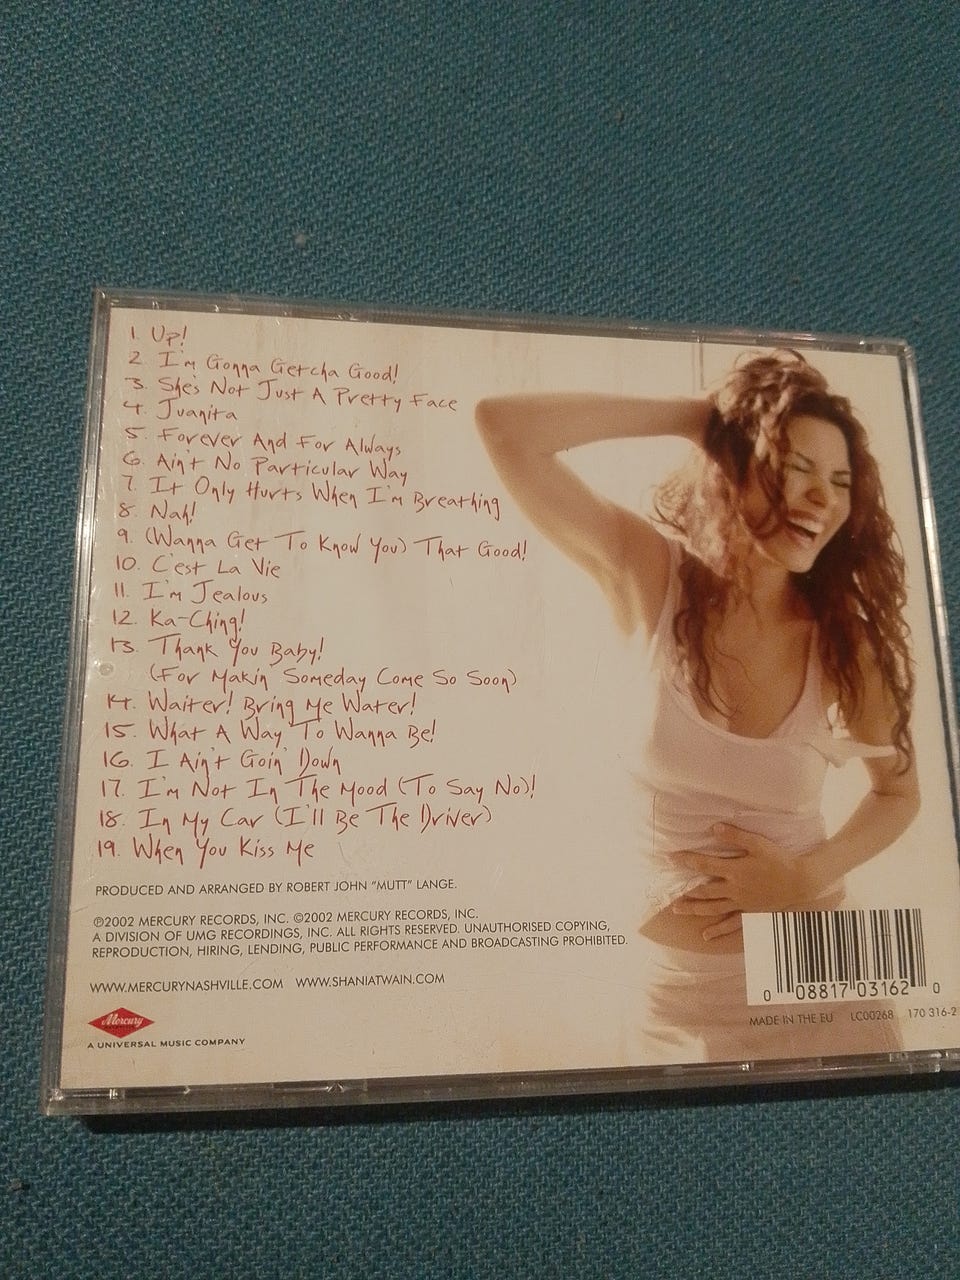 1. Up!
2. I'm Gonna Getcha Good!
3. She's Not Just A Pretty Face
4. Juanita
5. Forever And For Always
6. Ain't No Particular Way
7. It Only Hurts When I'm Breathing
8. Nah!
9. (Wanna Get To Know You) That Good!
10. C'est La Vie
11. I'm Jealous
12. Ka-Ching!
13. Thank You Baby!
(For Makin' Someday Come So Soon)
14. Waiter! Bring Me Water!
15. What A Way To Wanna Be!
16. I Ain't Goin' Down
17. I'm Not In The Mood (To Say No)!
18. In My Car (I'll Be The Driver)
19. When You Kiss Me
PRODUCED AND ARRANGED BY ROBERT JOHN "MUTT" LANGE.
℗2002 MERCURY RECORDS, INC. ©2002 MERCURY RECORDS, INC.
A DIVISION OF UMG RECORDINGS, INC. ALL RIGHTS RESERVED. UNAUTHORISED COPYING,
REPRODUCTION, HIRING, LENDING, PUBLIC PERFORMANCE AND BROADCASTING PROHIBITED.
WWW.MERCURYNASHVILLE.COM WWW.SHANIATWAIN.COM
Mercury
A UNIVERSAL MUSIC COMPANY
0 08817 03162 0
MADE IN THE EU LC00268 170 316-2